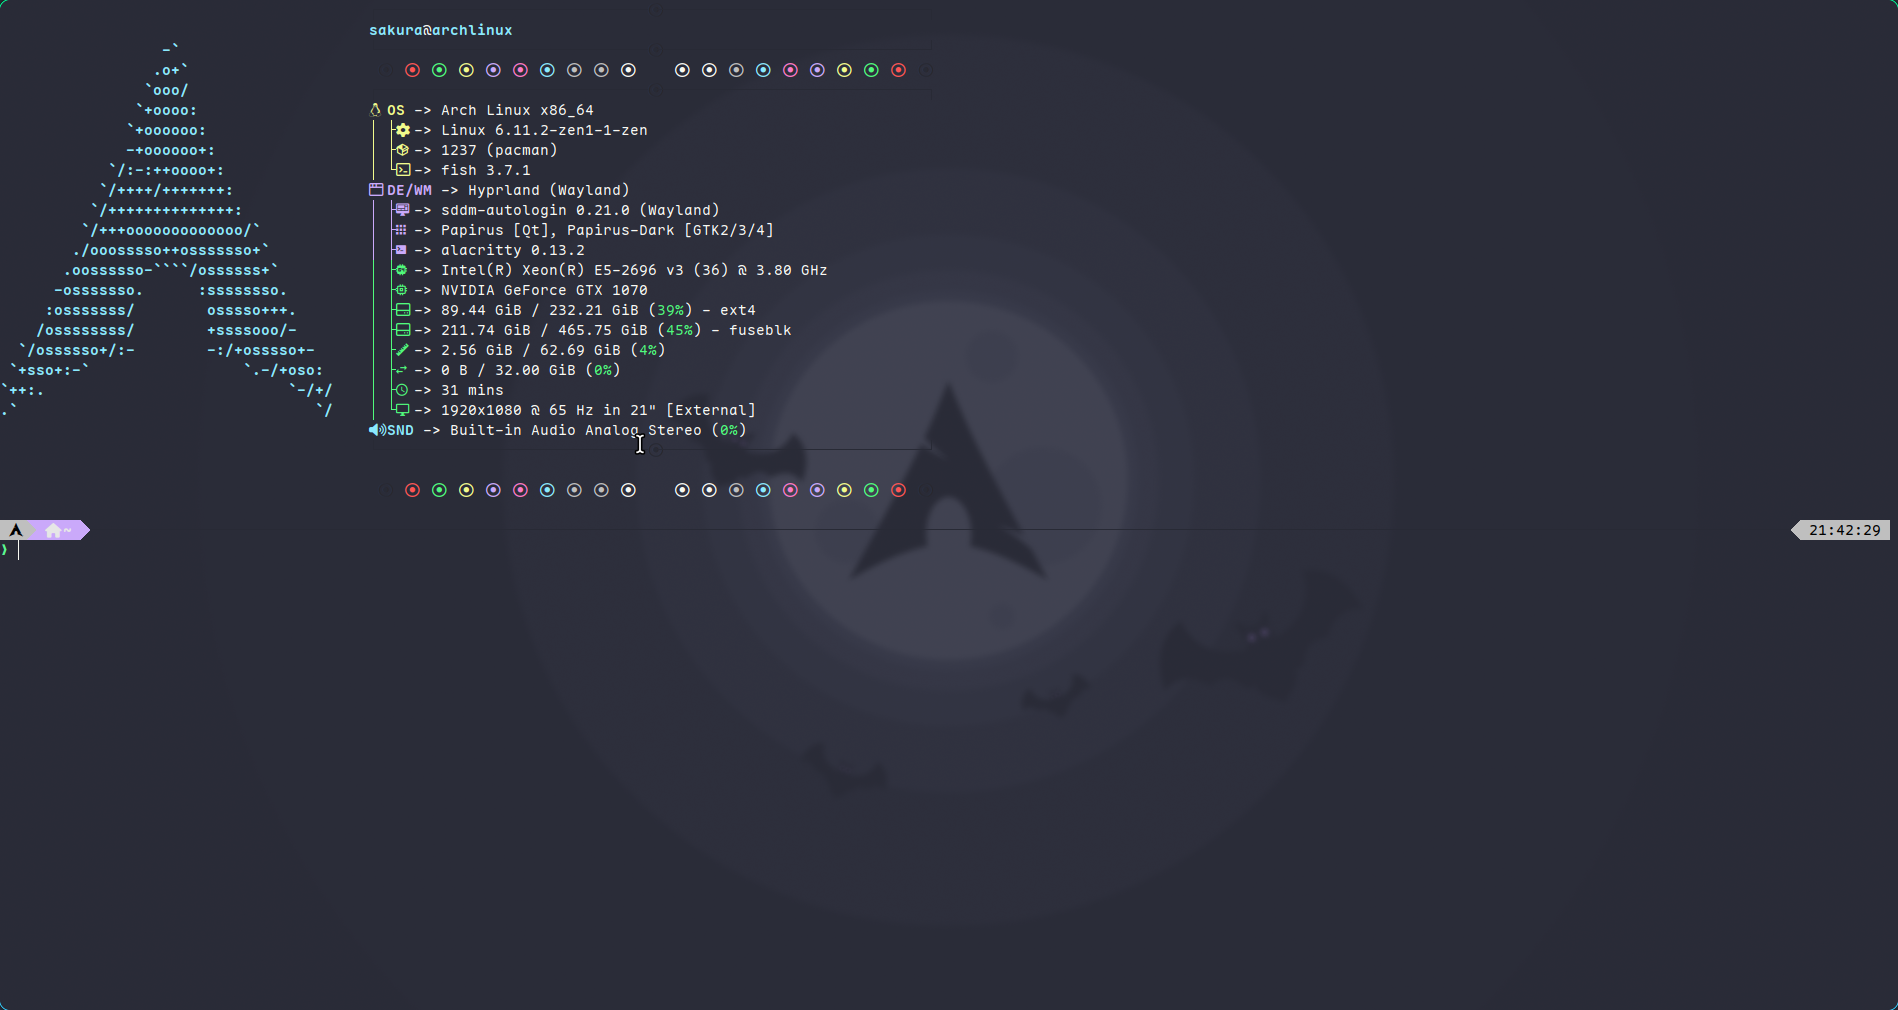 sakura@archlinux
-`
.o+`
`ooo/
`+oooo:
`+oooooo:
-+oooooo+:
`/:-:++oooo+:
`/++++/+++++++:
`/++++++++++++++:
`/+++ooooooooooooo/`
./ooosssso++osssssso+`
.oossssso-````/ossssss+`
-osssssso.      :ssssssso.
:osssssss/        osssso+++.
/ossssssss/        +ssssooo/-
`/ossssso+/:-        -:/+osssso+-
`+sso+:-`                 `.-/+oso:
`++:.                           `-/+/
.`                                 `/
OS -> Arch Linux x86_64
-> Linux 6.11.2-zen1-1-zen
-> 1237 (pacman)
-> fish 3.7.1
DE/WM -> Hyprland (Wayland)
-> sddm-autologin 0.21.0 (Wayland)
-> Papirus [Qt], Papirus-Dark [GTK2/3/4]
-> alacritty 0.13.2
-> Intel(R) Xeon(R) E5-2696 v3 (36) @ 3.80 GHz
-> NVIDIA GeForce GTX 1070
-> 89.44 GiB / 232.21 GiB (39%) - ext4
-> 211.74 GiB / 465.75 GiB (45%) - fuseblk
-> 2.56 GiB / 62.69 GiB (4%)
-> 0 B / 32.00 GiB (0%)
-> 31 mins
-> 1920x1080 @ 65 Hz in 21" [External]
SND -> Built-in Audio Analog Stereo (0%)
~ 21:42:29
❯